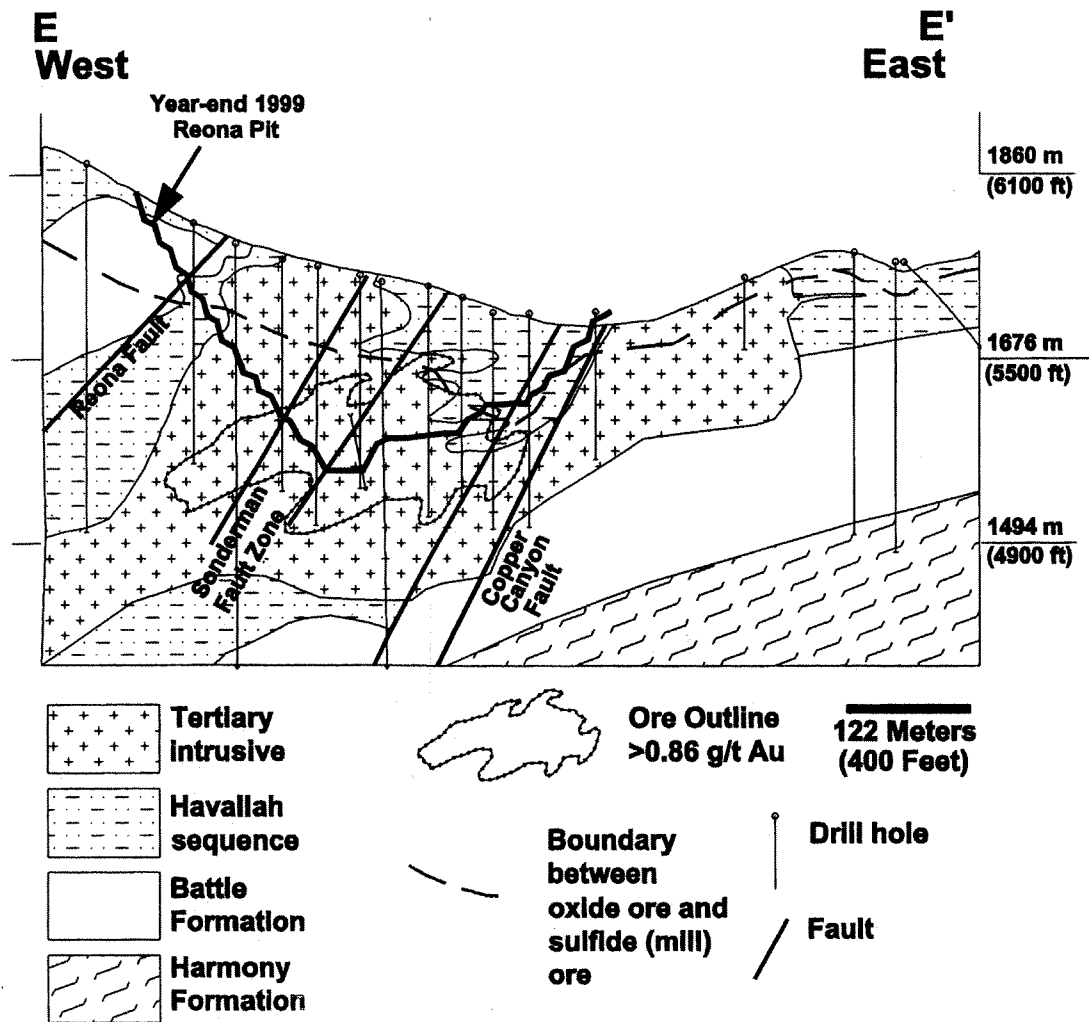 E
West
E'
East
Year-end 1999
Reona Pit
1860 m
(6100 ft)
Reona Fault
1676 m
(5500 ft)
Sonderman
Fault Zone
Copper
Canyon
Fault
1494 m
(4900 ft)
Tertiary
intrusive
Ore Outline
>0.86 g/t Au
122 Meters
(400 Feet)
Havallah
sequence
Battle
Formation
Harmony
Formation
Boundary
between
oxide ore and
sulfide (mill)
ore
Drill hole
Fault